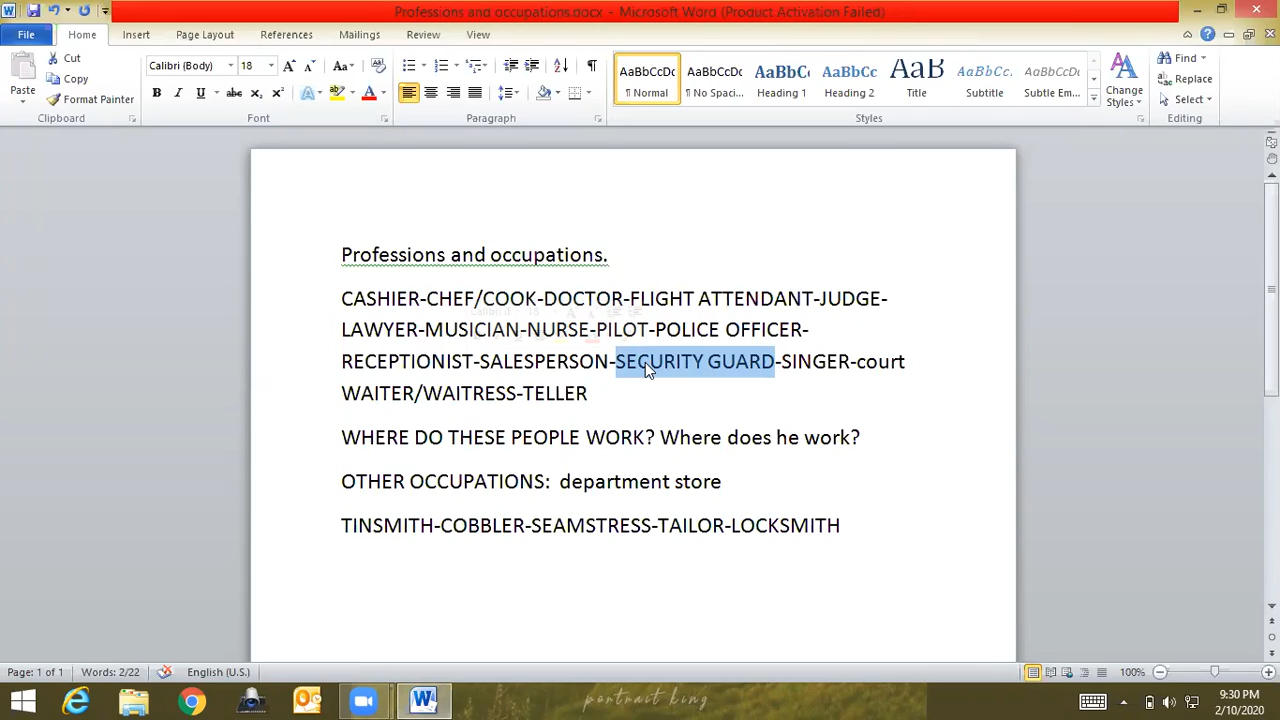 Professions and occupations.docx - Microsoft Word (Product Activation Failed)
File Home Insert Page Layout References Mailings Review View
Paste Cut Copy Format Painter
Calibri (Body) 18
AaBbCcDc ¶ Normal
AaBbCcDc ¶ No Spaci...
AaBbCc Heading 1
AaBbCc Heading 2
AaB Title
AaBbCc. Subtitle
AaBbCcDc Subtle Em...
Change Styles
Find Replace Select
Clipboard Font Paragraph Styles Editing
Professions and occupations.
CASHIER-CHEF/COOK-DOCTOR-FLIGHT ATTENDANT-JUDGE-
LAWYER-MUSICIAN-NURSE-PILOT-POLICE OFFICER-
RECEPTIONIST-SALESPERSON-SECURITY GUARD-SINGER-court
WAITER/WAITRESS-TELLER
WHERE DO THESE PEOPLE WORK? Where does he work?
OTHER OCCUPATIONS: department store
TINSMITH-COBBLER-SEAMSTRESS-TAILOR-LOCKSMITH
Page: 1 of 1 Words: 2/22 English (U.S.) 100%
portrait king
9:30 PM
2/10/2020